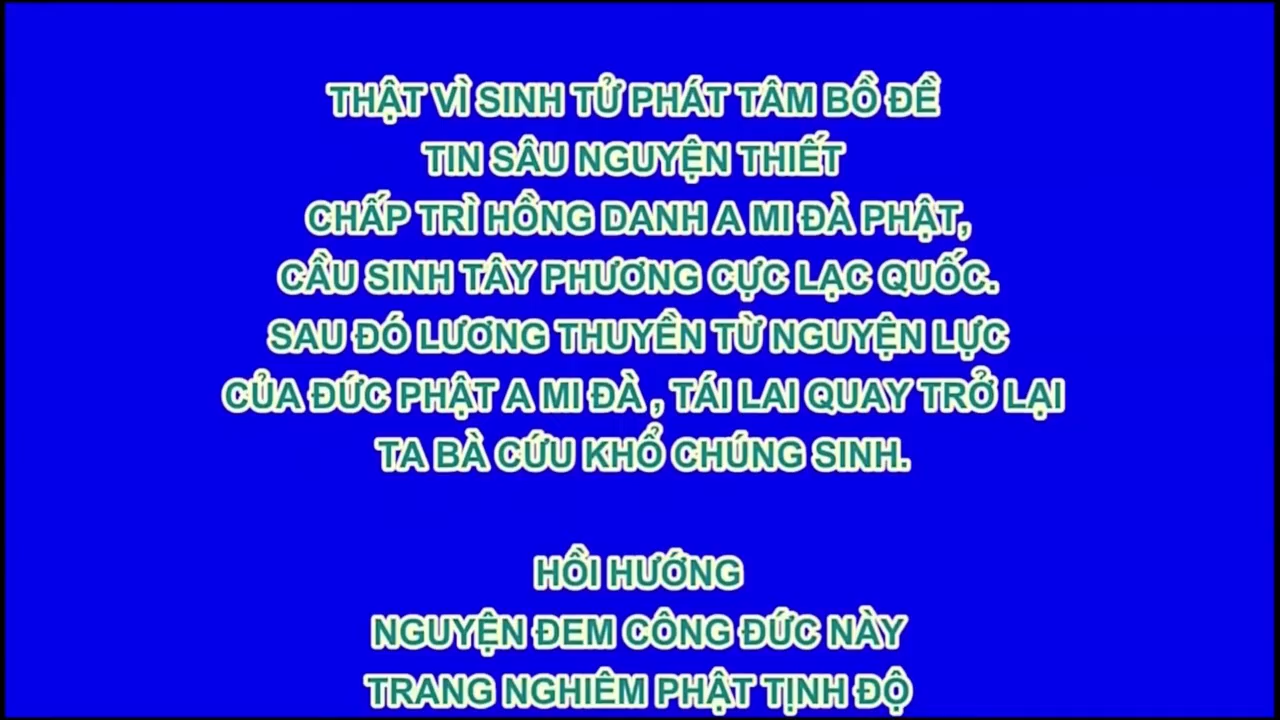 THẬT VÌ SINH TỬ PHÁT TÂM BỒ ĐỀ
TIN SÂU NGUYỆN THIẾT
CHẤP TRÌ HỒNG DANH A MI ĐÀ PHẬT,
CẦU SINH TÂY PHƯƠNG CỰC LẠC QUỐC.
SAU ĐÓ LƯƠNG THUYỀN TỪ NGUYỆN LỰC
CỦA ĐỨC PHẬT A MI ĐÀ , TÁI LAI QUAY TRỞ LẠI
TA BÀ CỨU KHỔ CHÚNG SINH.
HỒI HƯỚNG
NGUYỆN ĐEM CÔNG ĐỨC NÀY
TRANG NGHIÊM PHẬT TỊNH ĐỘ